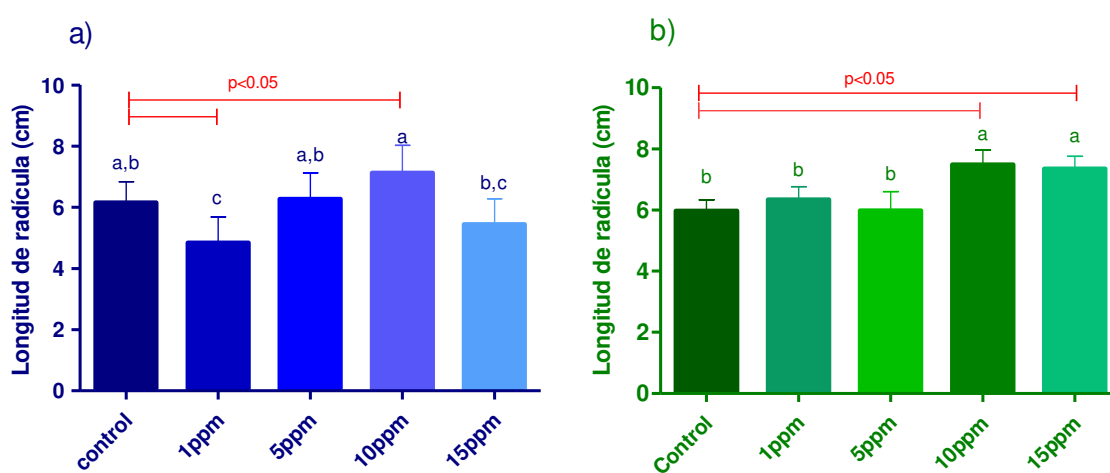 a)
p<0.05
Longitud de radícula (cm)
10
8
6
4
2
0
a,b
c
a,b
a
b,c
control
1ppm
5ppm
10ppm
15ppm
b)
p<0.05
Longitud de radícula (cm)
10
8
6
4
2
0
b
b
b
a
a
Control
1ppm
5ppm
10ppm
15ppm